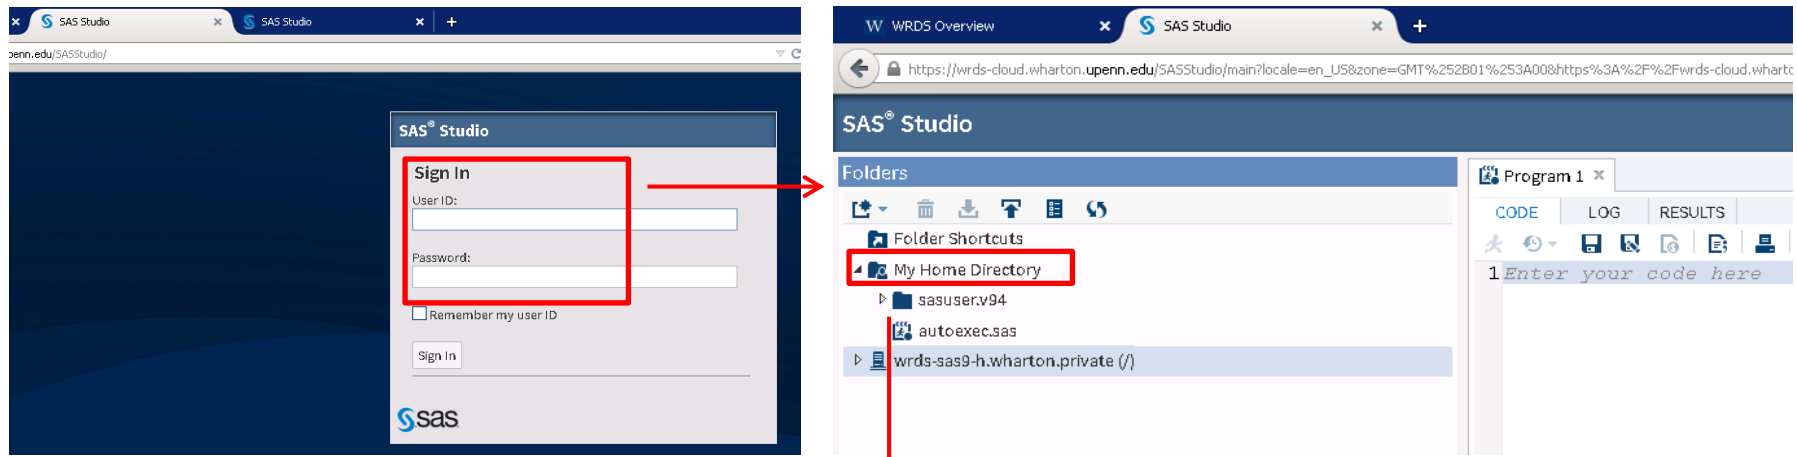 SAS Studio
SAS Studio
penn.edu/SASStudio/
SAS® Studio
Sign In
User ID:
Password:
Remember my user ID
Sign In
sas
W WRDS Overview
SAS Studio
https://wrds-cloud.wharton.upenn.edu/SASStudio/main?locale=en_US&zone=GMT%252B01%253A00&https%3A%2F%2Fwrds-cloud.wharto
SAS® Studio
Folders
Folder Shortcuts
My Home Directory
sasuser.v94
autoexec.sas
wrds-sas9-h.wharton.private (/)
Program 1
CODE LOG RESULTS
1 Enter your code here